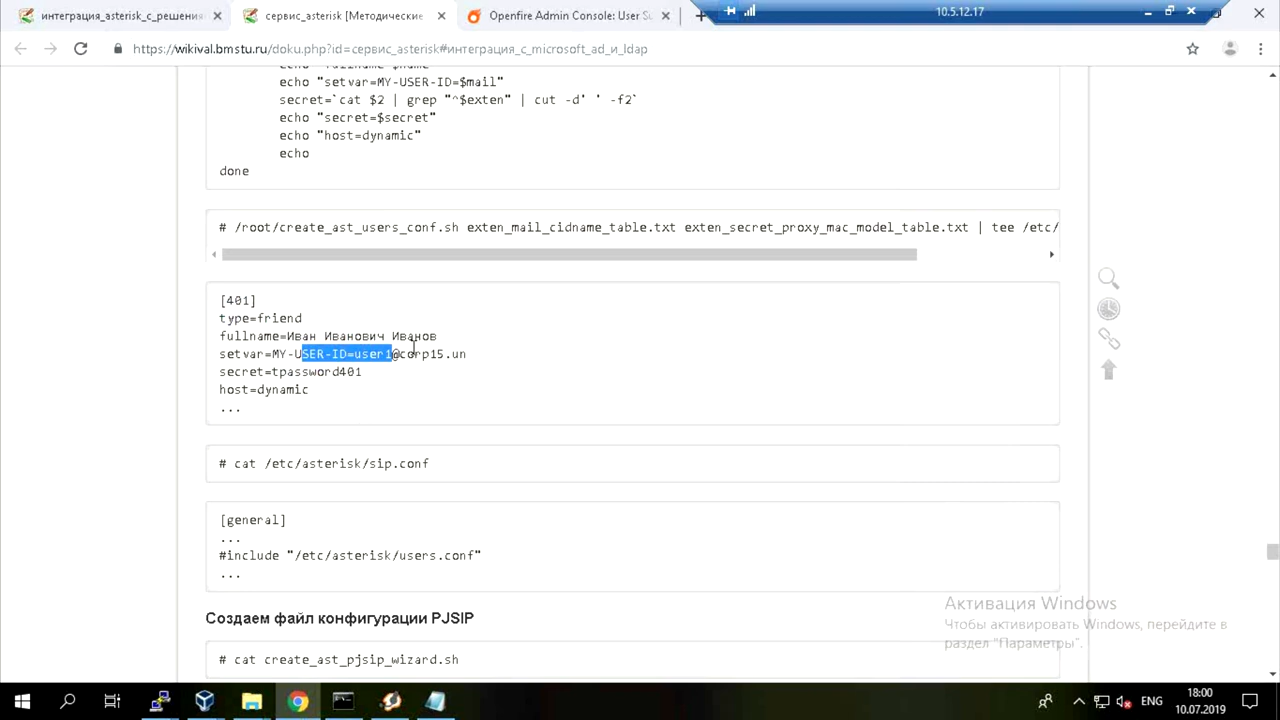 интеграция_asterisk_с_решения
сервис_asterisk [Методические
Openfire Admin Console: User Su
10.5.12.17
https://wikival.bmstu.ru/doku.php?id=сервис_asterisk#интеграция_с_microsoft_ad_и_ldap
echo "fullname=$name"
echo "setvar=MY-USER-ID=$mail"
secret=`cat $2 | grep "^$exten" | cut -d' ' -f2`
echo "secret=$secret"
echo "host=dynamic"
echo
done
# /root/create_ast_users_conf.sh exten_mail_cidname_table.txt exten_secret_proxy_mac_model_table.txt | tee /etc/
[401]
type=friend
fullname=Иван Иванович Иванов
setvar=MY-USER-ID=user1@corp15.un
secret=tpassword401
host=dynamic
...
# cat /etc/asterisk/sip.conf
[general]
...
#include "/etc/asterisk/users.conf"
...
Создаем файл конфигурации PJSIP
# cat create_ast_pjsip_wizard.sh
Активация Windows
Чтобы активировать Windows, перейдите в
раздел "Параметры".
ENG
18:00
10.07.2019